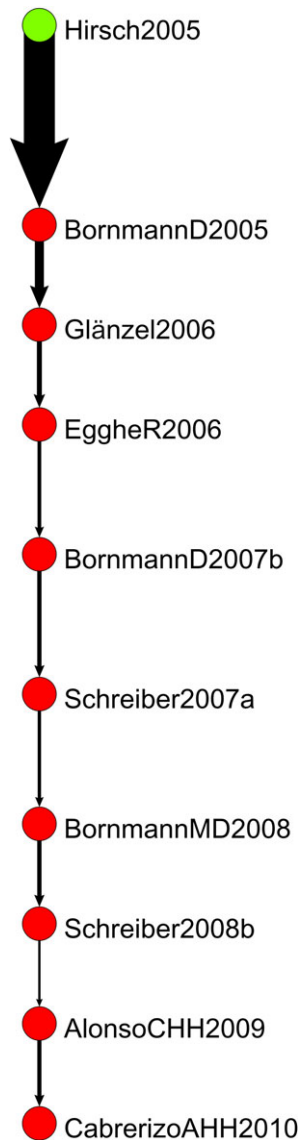 Hirsch2005
BornmannD2005
Glänzel2006
EggheR2006
BornmannD2007b
Schreiber2007a
BornmannMD2008
Schreiber2008b
AlonsoCHH2009
CabrerizoAHH2010